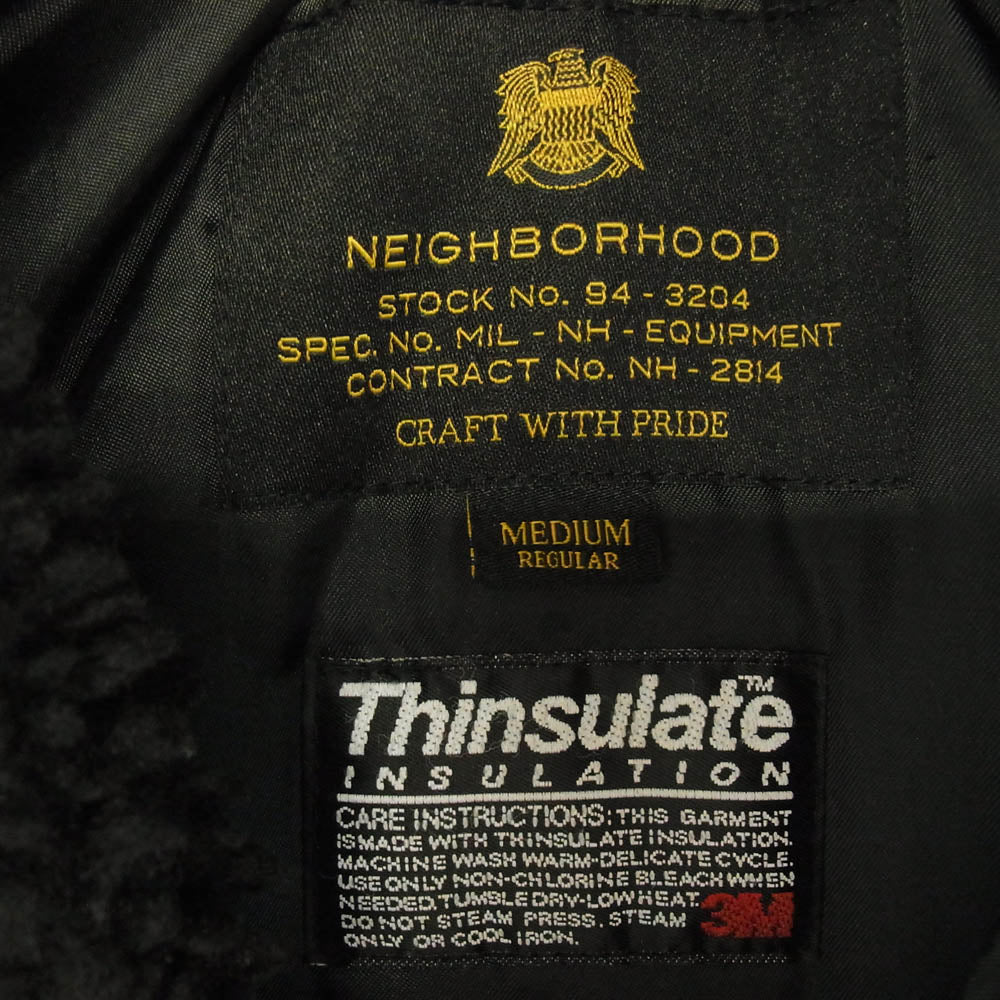 NEIGHBORHOOD
STOCK No. 94 - 3204
SPEC. No. MIL - NH - EQUIPMENT
CONTRACT No. NH - 2814
CRAFT WITH PRIDE
MEDIUM
REGULAR
Thinsulate™
INSULATION
CARE INSTRUCTIONS: THIS GARMENT
IS MADE WITH THINSULATE INSULATION
MACHINE WASH WARM-DELICATE CYCLE.
USE ONLY NON-CHLORINE BLEACH WHEN
NEEDED. TUMBLE DRY-LOW HEAT.
DO NOT STEAM PRESS. STEAM
ONLY OR COOL IRON.
3M